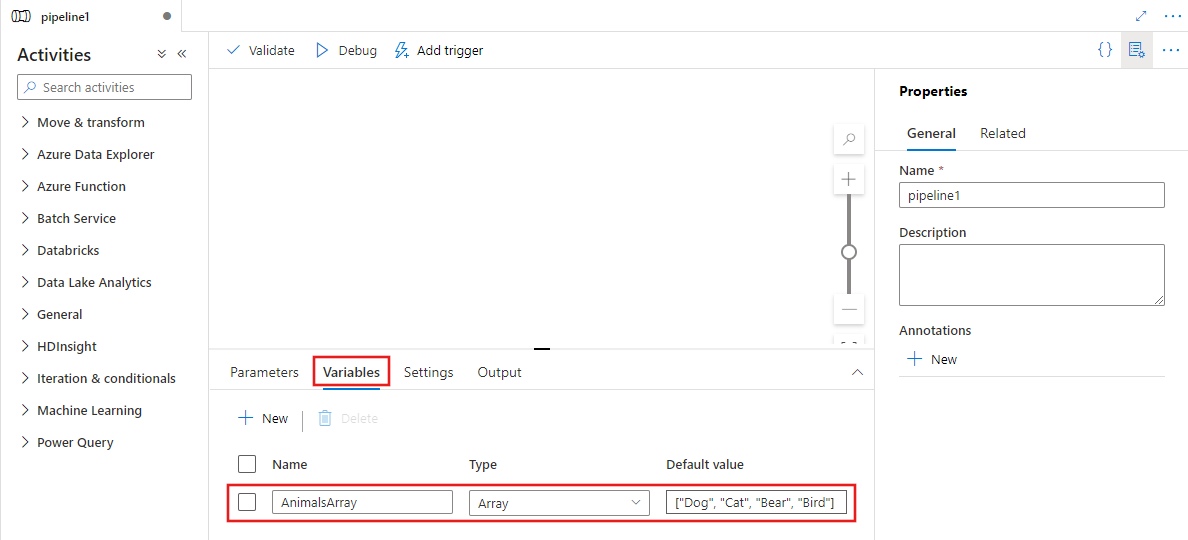 pipeline1
Activities
Search activities
Move & transform
Azure Data Explorer
Azure Function
Batch Service
Databricks
Data Lake Analytics
General
HDInsight
Iteration & conditionals
Machine Learning
Power Query
Validate Debug Add trigger
Parameters Variables Settings Output
New Delete
Name Type Default value
AnimalsArray Array ["Dog", "Cat", "Bear", "Bird"]
Properties
General Related
Name *
pipeline1
Description
Annotations
New